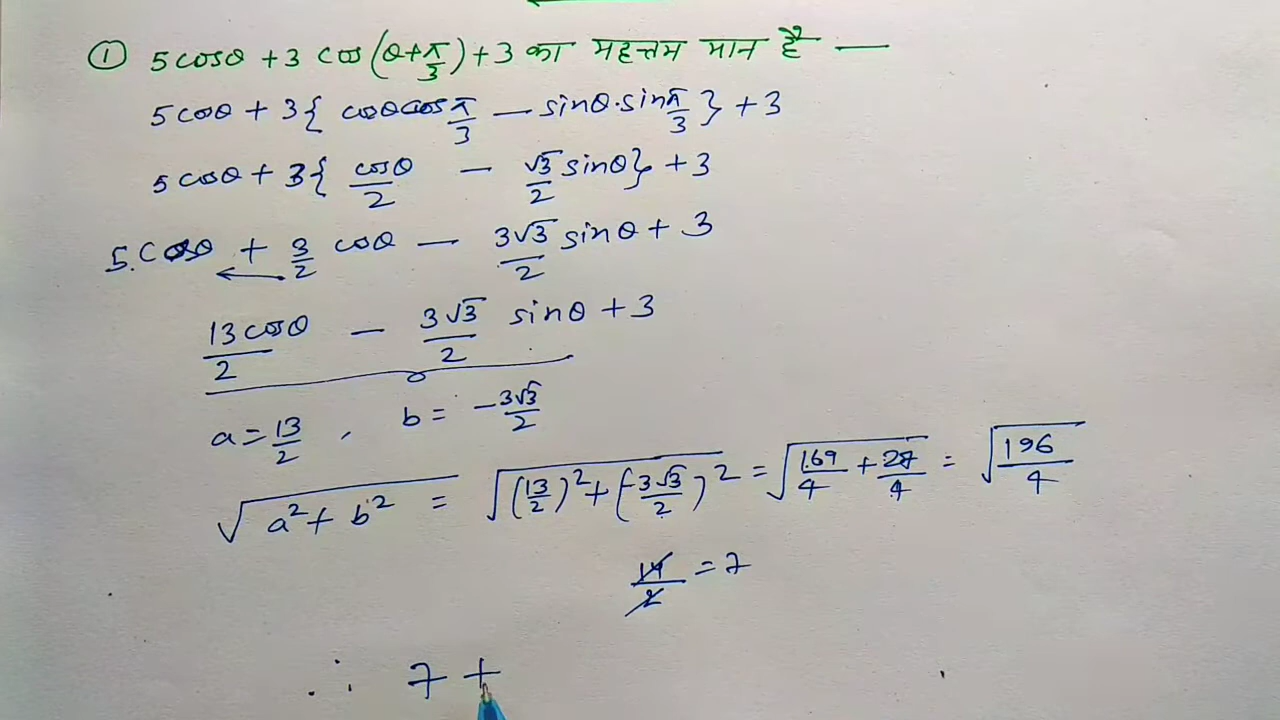 ① 5cosθ + 3 cos(θ+π/3) + 3 का महत्तम मान है —
5cosθ + 3{ cosθcosπ/3 — sinθ.sinπ/3 } + 3
5cosθ + 3{ cosθ/2 — √3/2 sinθ} + 3
5.cosθ + 3/2 cosθ — 3√3/2 sinθ + 3
13cosθ/2 — 3√3/2 sinθ + 3
a = 13/2 , b = -3√3/2
√(a²+b²) = √((13/2)²+(-3√3/2)²) = √(169/4 + 27/4) = √(196/4)
14/2 = 7
∴ 7 +